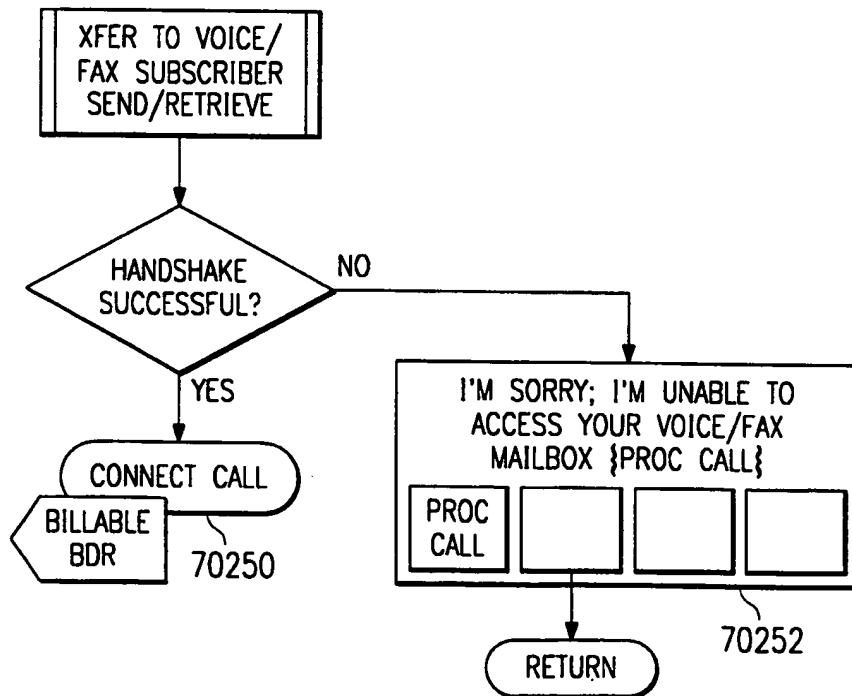 XFER TO VOICE/
FAX SUBSCRIBER
SEND/RETRIEVE
HANDSHAKE
SUCCESSFUL?
NO
YES
CONNECT CALL
BILLABLE
BDR
70250
I'M SORRY; I'M UNABLE TO
ACCESS YOUR VOICE/FAX
MAILBOX {PROC CALL}
PROC
CALL
70252
RETURN